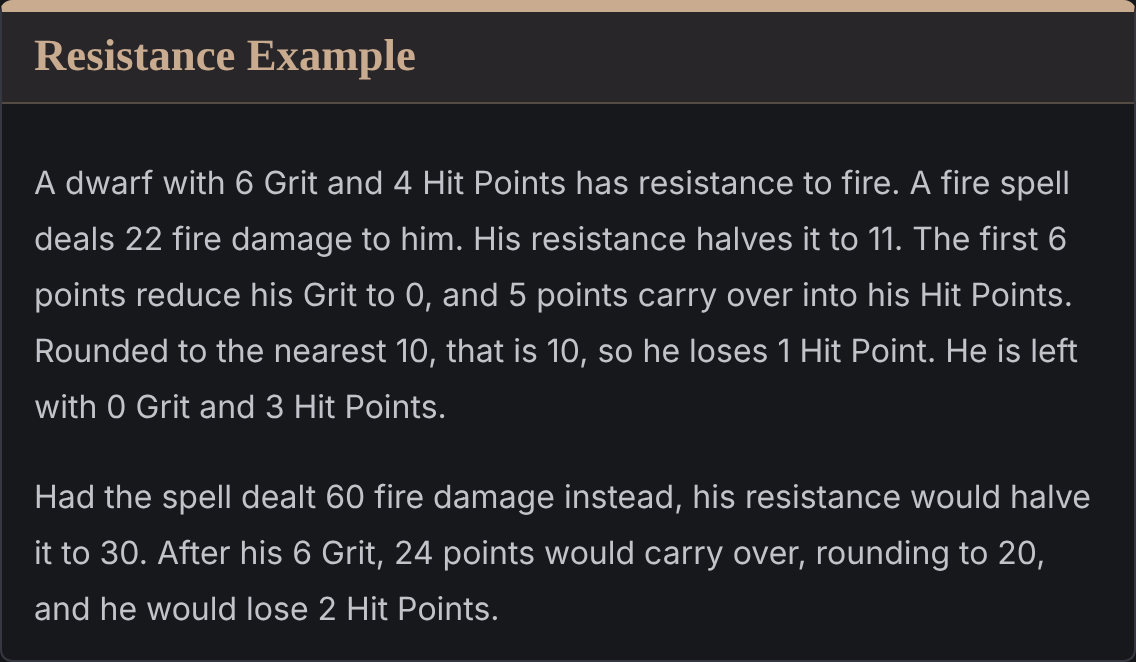 Resistance Example
A dwarf with 6 Grit and 4 Hit Points has resistance to fire. A fire spell
deals 22 fire damage to him. His resistance halves it to 11. The first 6
points reduce his Grit to 0, and 5 points carry over into his Hit Points.
Rounded to the nearest 10, that is 10, so he loses 1 Hit Point. He is left
with 0 Grit and 3 Hit Points.
Had the spell dealt 60 fire damage instead, his resistance would halve
it to 30. After his 6 Grit, 24 points would carry over, rounding to 20,
and he would lose 2 Hit Points.